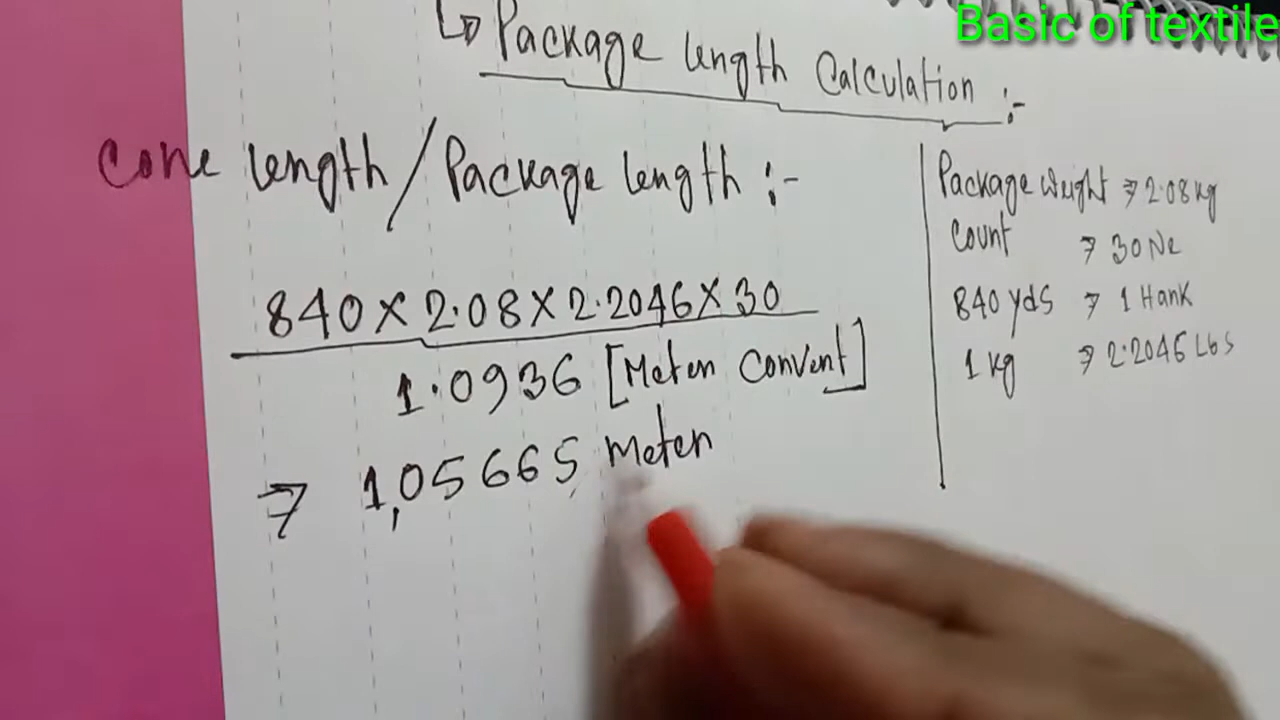 Basic of textile
↳ Package length Calculation :-
Cone length / Package length :-
840 × 2.08 × 2.2046 × 30
1.0936 [Meter Convert]
⇒ 1,05665 Meter
Package weight ⇒ 2.08 kg
Count ⇒ 30 Ne
840 yds ⇒ 1 Hank
1 kg ⇒ 2.2046 Lbs